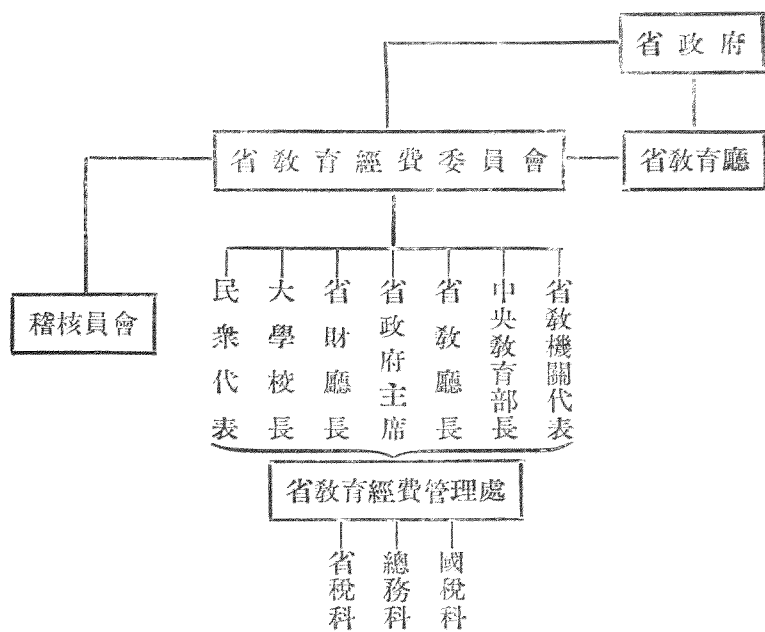 省政府
省教育經費委員會
省教育廳
稽核員會
省教機關代表
中央教育部長
省教廳長
省政府主席
省財廳長
大學校長
民衆代表
省教育經費管理處
國稅科
總務科
省稅科